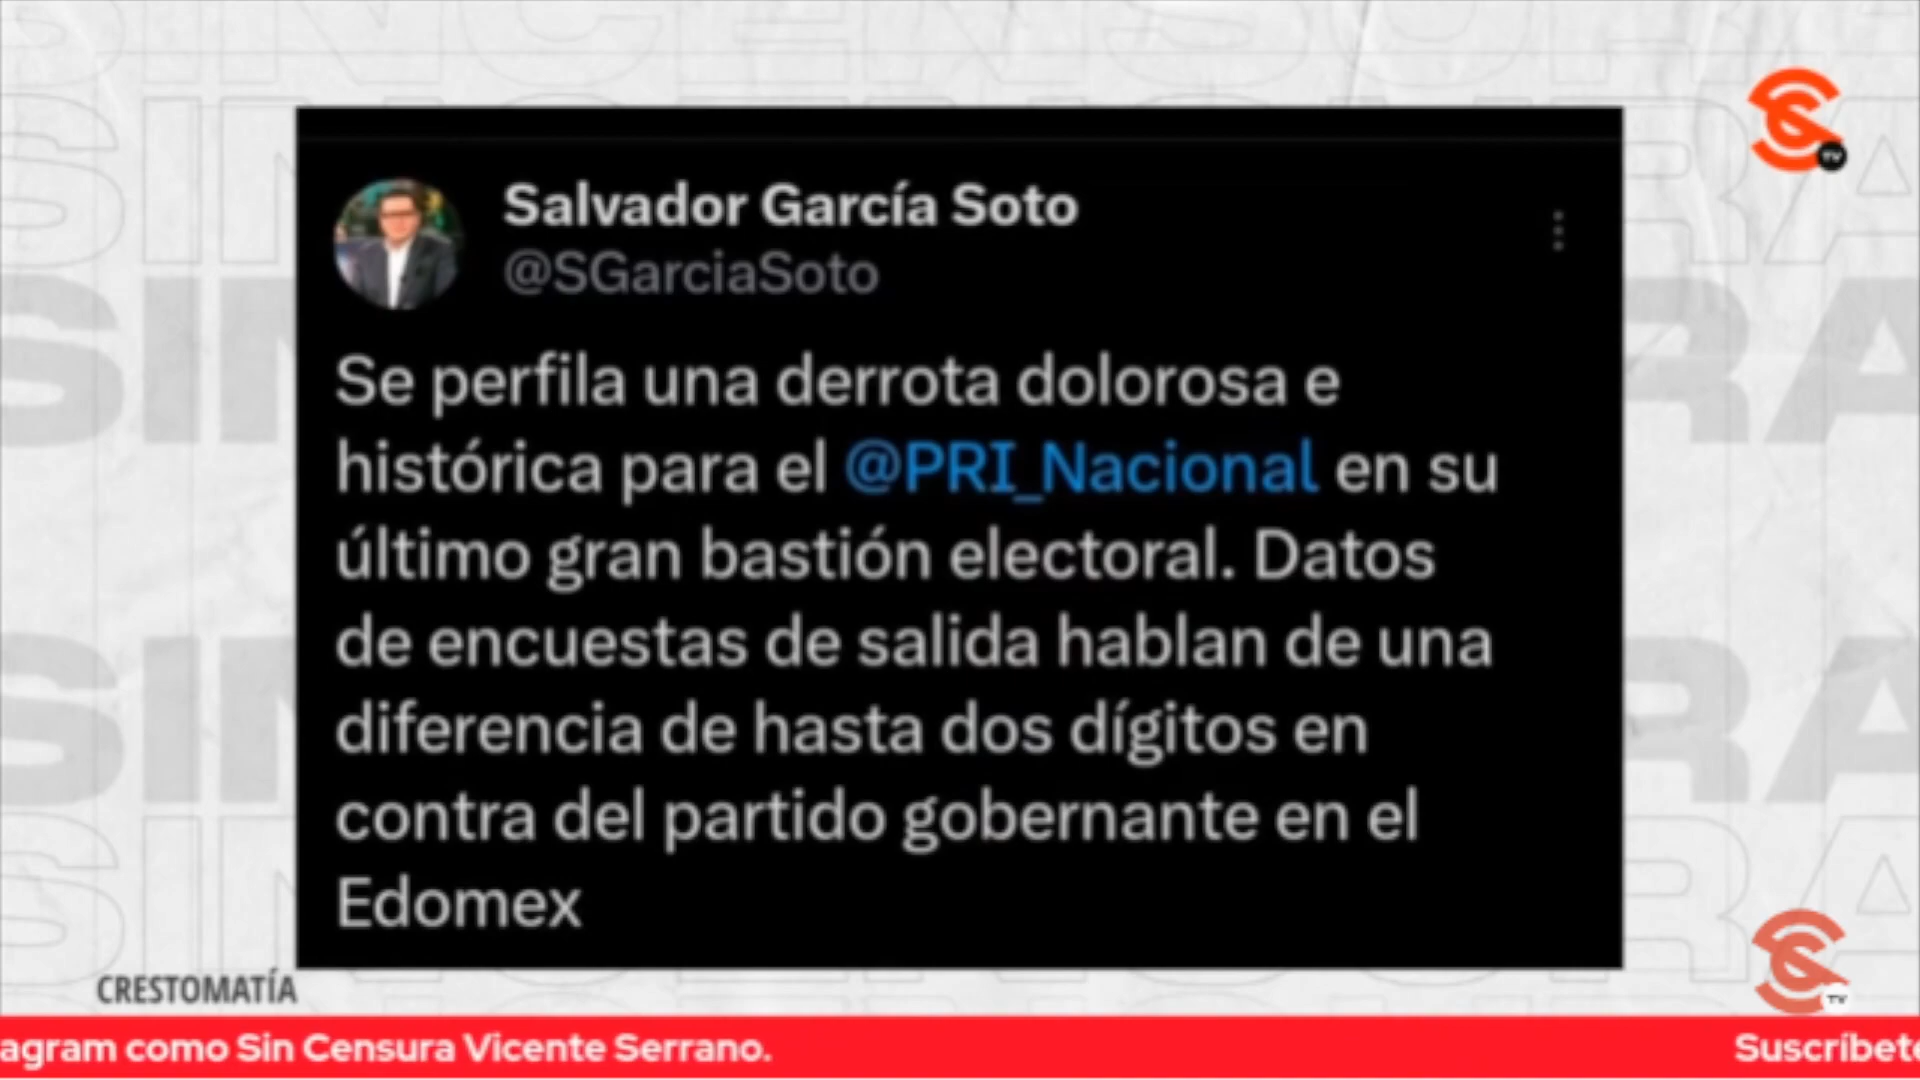 Salvador García Soto
@SGarciaSoto
Se perfila una derrota dolorosa e
histórica para el @PRI_Nacional en su
último gran bastión electoral. Datos
de encuestas de salida hablan de una
diferencia de hasta dos dígitos en
contra del partido gobernante en el
Edomex
CRESTOMATÍA
agram como Sin Censura Vicente Serrano.
Suscríbete
TV
TV